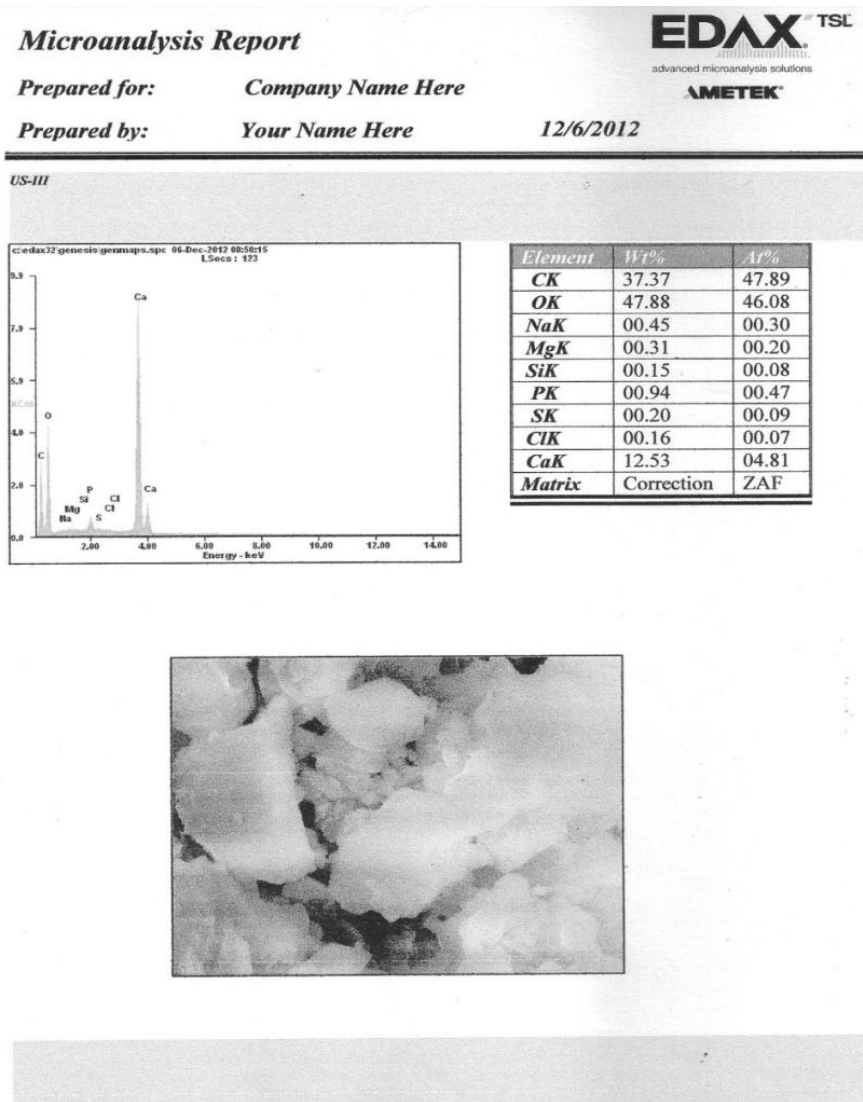 Microanalysis Report
EDAX TSL
advanced microanalysis solutions
AMETEK
Prepared for: Company Name Here
Prepared by: Your Name Here 12/6/2012
US-III
c:\edax32\genesis\genmaps.spc 06-Dec-2012 08:50:15
LSecs : 123
9.9
7.9
5.9
KCnt
4.0
2.0
0.0
Ca
O
C
P
Si
Mg
Na
S
Cl
Cl
Ca
2.00 4.00 6.00 8.00 10.00 12.00 14.00
Energy - keV
Element Wt% At%
CK 37.37 47.89
OK 47.88 46.08
NaK 00.45 00.30
MgK 00.31 00.20
SiK 00.15 00.08
PK 00.94 00.47
SK 00.20 00.09
ClK 00.16 00.07
CaK 12.53 04.81
Matrix Correction ZAF